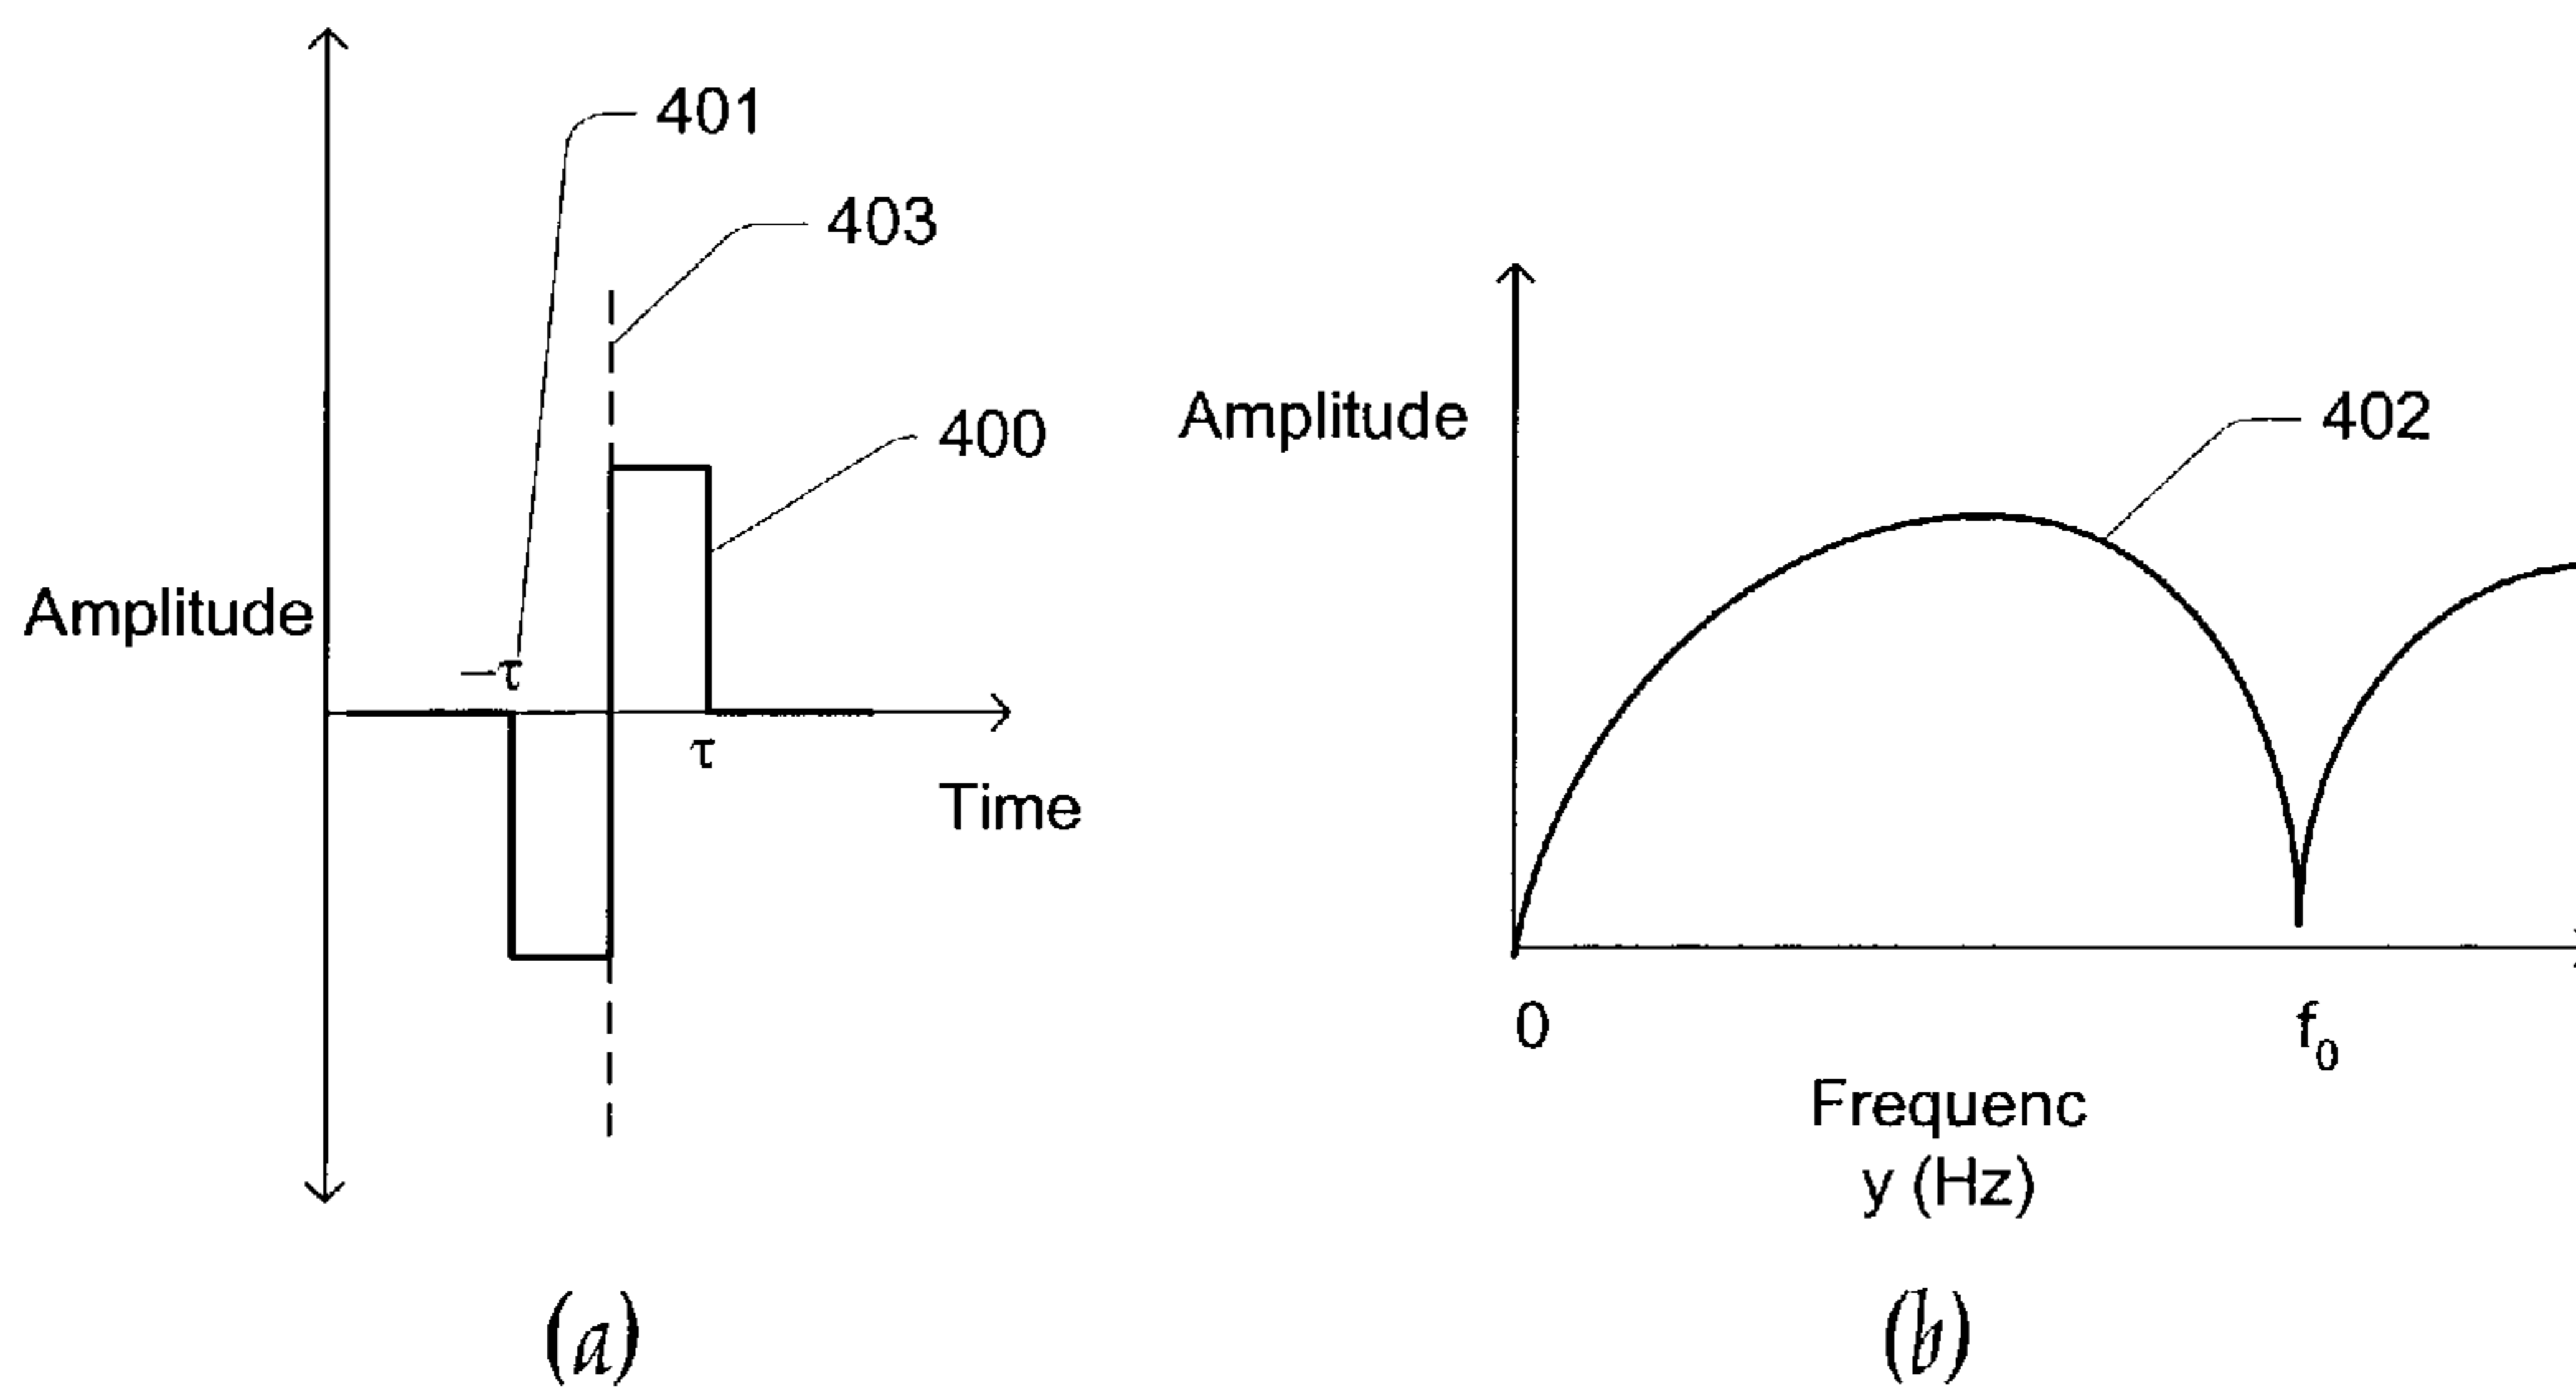 401
403
400
Amplitude
–τ
τ
Time
(a)
Amplitude
402
0
f₀
Frequenc
y (Hz)
(b)